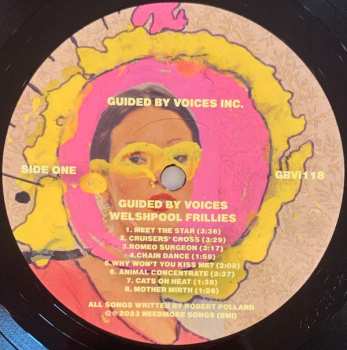 GUIDED BY VOICES INC.
SIDE ONE
GBVI118
GUIDED BY VOICES
WELSHPOOL FRILLIES
1. MEET THE STAR (3:36)
2. CRUISERS' CROSS (3:29)
3. ROMEO SURGEON (3:17)
4. CHAIN DANCE (1:59)
5. WHY WON'T YOU KISS ME? (2:08)
6. ANIMAL CONCENTRATE (2:27)
7. CATS ON HEAT (1:38)
8. MOTHER MIRTH (1:26)
ALL SONGS WRITTEN BY ROBERT POLLARD
© 2023 NEEDMORE SONGS (BMI)